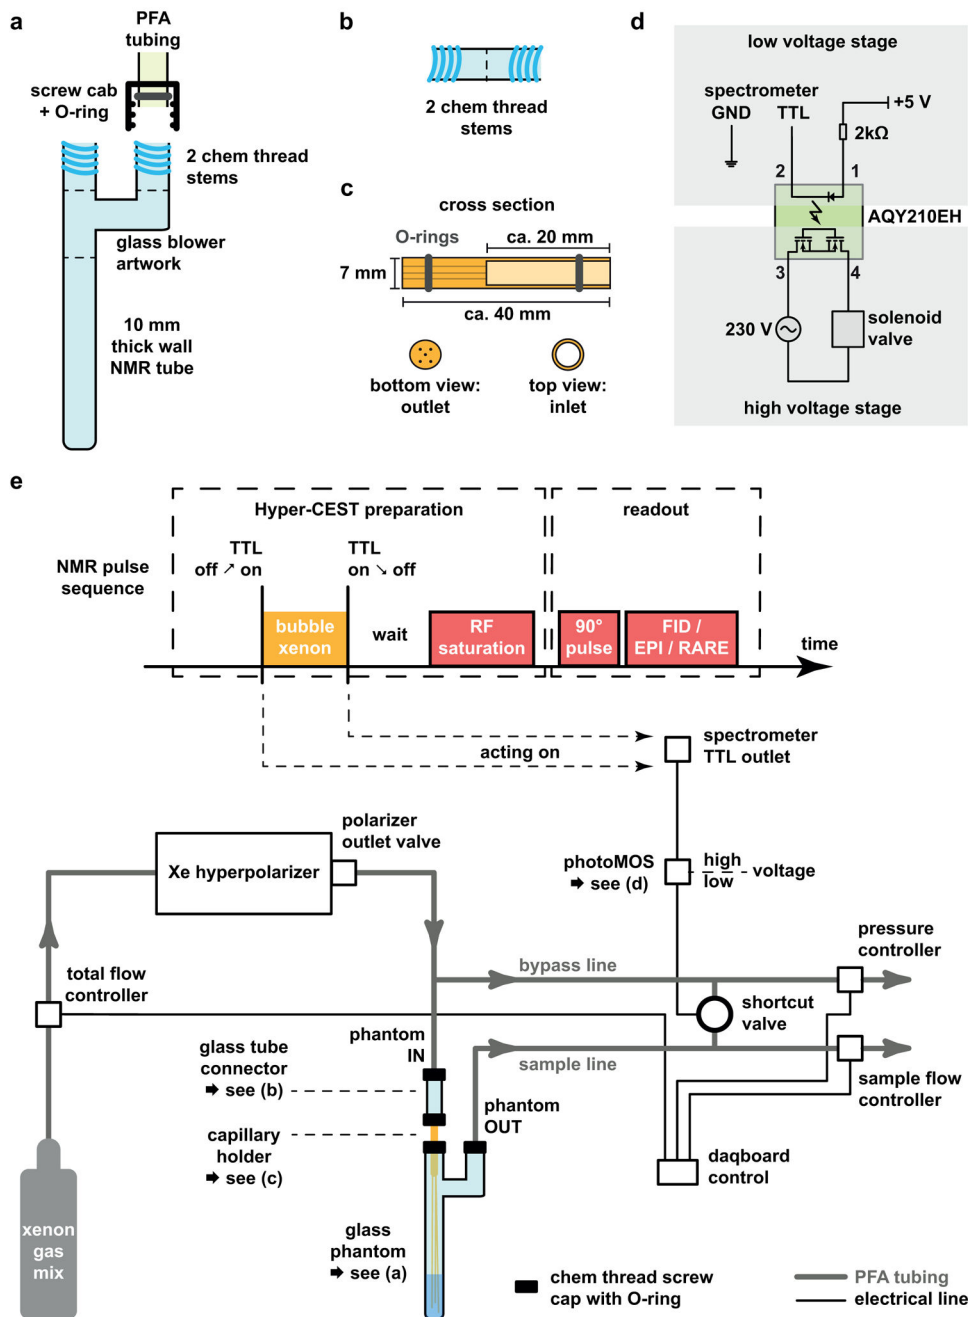 a
PFA
tubing
screw cab
+ O-ring
2 chem thread
stems
glass blower
artwork
10 mm
thick wall
NMR tube
b
2 chem thread
stems
c
cross section
O-rings
ca. 20 mm
7 mm
ca. 40 mm
bottom view:
outlet
top view:
inlet
d
low voltage stage
spectrometer
GND TTL
+5 V
2kΩ
2 1
AQY210EH
3 4
230 V
solenoid
valve
high voltage stage
e
Hyper-CEST preparation
readout
NMR pulse
sequence
TTL
off ↗ on
TTL
on ↘ off
bubble
xenon
wait
RF
saturation
90°
pulse
FID /
EPI / RARE
time
acting on
spectrometer
TTL outlet
polarizer
outlet valve
Xe hyperpolarizer
photoMOS
➡ see (d)
high
low
voltage
pressure
controller
total flow
controller
bypass line
shortcut
valve
phantom
IN
glass tube
connector
➡ see (b)
sample line
sample flow
controller
phantom
OUT
capillary
holder
➡ see (c)
daqboard
control
xenon
gas
mix
glass
phantom
➡ see (a)
chem thread screw
cap with O-ring
PFA tubing
electrical line